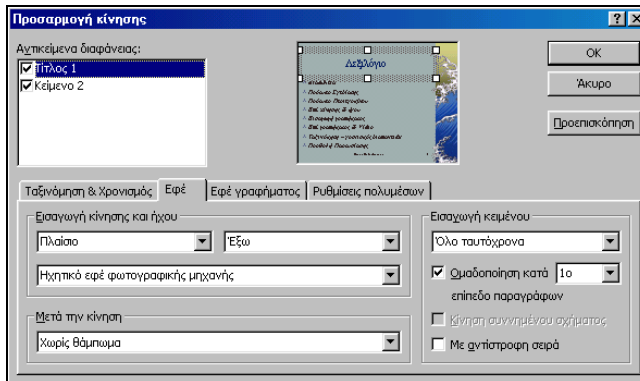 Προσαρμογή κίνησης
Αντικείμενα διαφάνειας:
Τίτλος 1
Κείμενο 2
Λεξιλόγιο
OK
Άκυρο
Προεπισκόπηση
Ταξινόμηση & Χρονισμός
Εφέ
Εφέ γραφήματος
Ρυθμίσεις πολυμέσων
Εισαγωγή κίνησης και ήχου
Πλαίσιο
Έξω
Ηχητικό εφέ φωτογραφικής μηχανής
Μετά την κίνηση
Χωρίς θάμπωμα
Εισαγωγή κειμένου
Όλο ταυτόχρονα
Ομαδοποίηση κατά 1ο
επίπεδο παραγράφων
Κίνηση συννημένου σχήματος
Με αντίστροφη σειρά